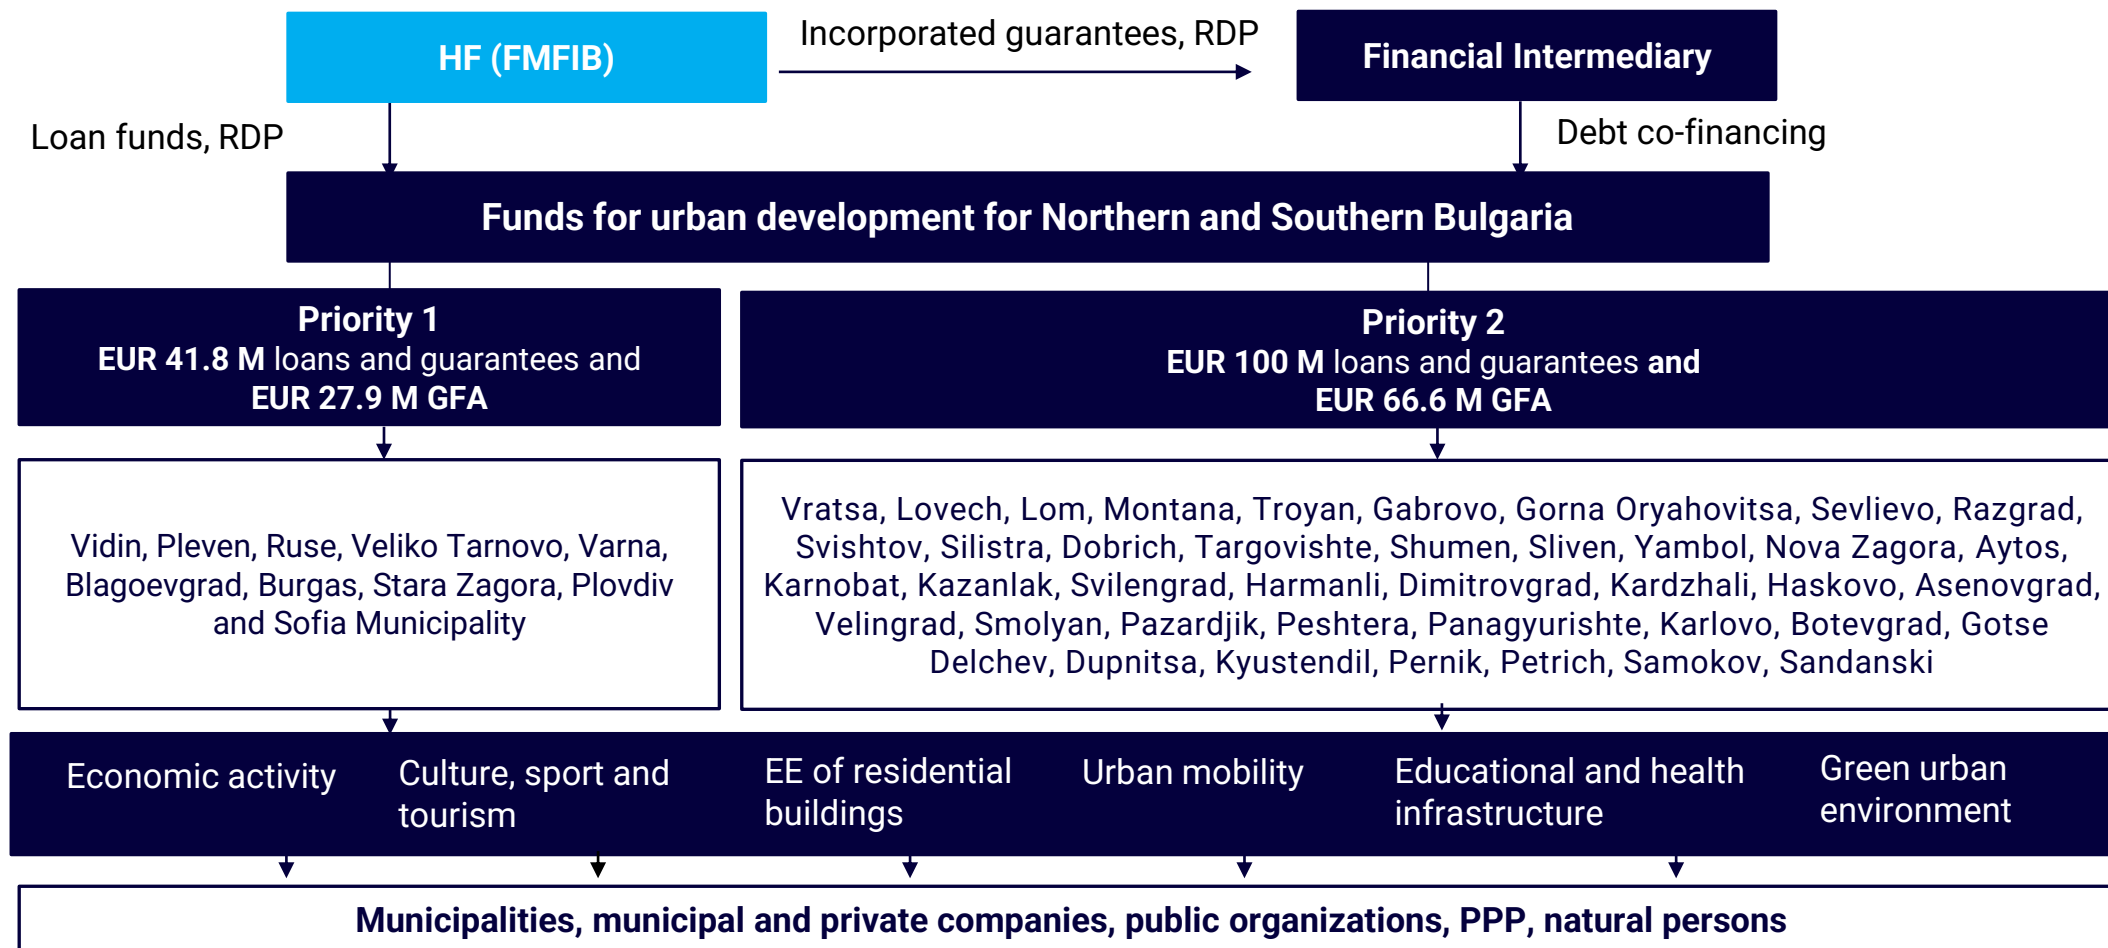 HF (FMFIB)
Incorporated guarantees, RDP
Financial Intermediary
Loan funds, RDP
Debt co-financing
Funds for urban development for Northern and Southern Bulgaria
Priority 1
EUR 41.8 M loans and guarantees and
EUR 27.9 M GFA
Priority 2
EUR 100 M loans and guarantees and
EUR 66.6 M GFA
Vidin, Pleven, Ruse, Veliko Tarnovo, Varna,
Blagoevgrad, Burgas, Stara Zagora, Plovdiv
and Sofia Municipality
Vratsa, Lovech, Lom, Montana, Troyan, Gabrovo, Gorna Oryahovitsa, Sevlievo, Razgrad,
Svishtov, Silistra, Dobrich, Targovishte, Shumen, Sliven, Yambol, Nova Zagora, Aytos,
Karnobat, Kazanlak, Svilengrad, Harmanli, Dimitrovgrad, Kardzhali, Haskovo, Asenovgrad,
Velingrad, Smolyan, Pazardjik, Peshtera, Panagyurishte, Karlovo, Botevgrad, Gotse
Delchev, Dupnitsa, Kyustendil, Pernik, Petrich, Samokov, Sandanski
Economic activity
Culture, sport and
tourism
EE of residential
buildings
Urban mobility
Educational and health
infrastructure
Green urban
environment
Municipalities, municipal and private companies, public organizations, PPP, natural persons